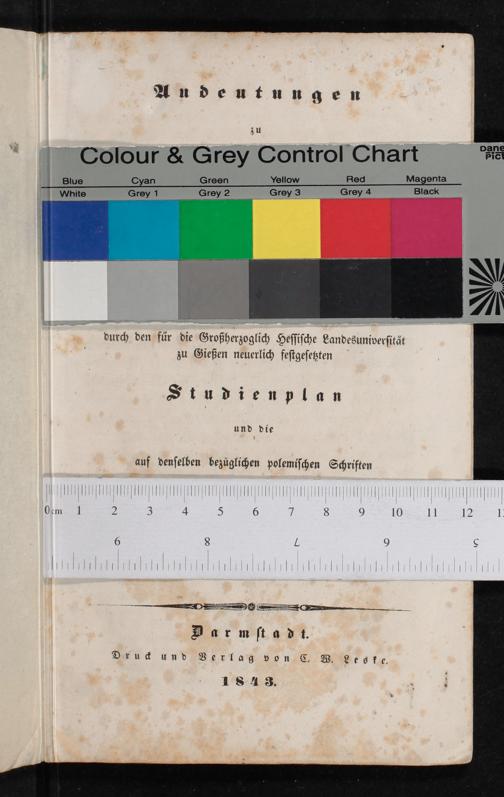 Andeutungen
zu
Colour & Grey Control Chart
Blue Cyan Green Yellow Red Magenta
White Grey 1 Grey 2 Grey 3 Grey 4 Black
durch den für die Großherzoglich Hessische Landesuniversität
zu Gießen neuerlich festgesetzten
Studienplan
und die
auf denselben bezüglichen polemischen Schriften
0cm 1 2 3 4 5 6 7 8 9 10 11 12
9 8 7 6 5
Darmstadt.
Druck und Verlag von C. W. Leske.
1843.